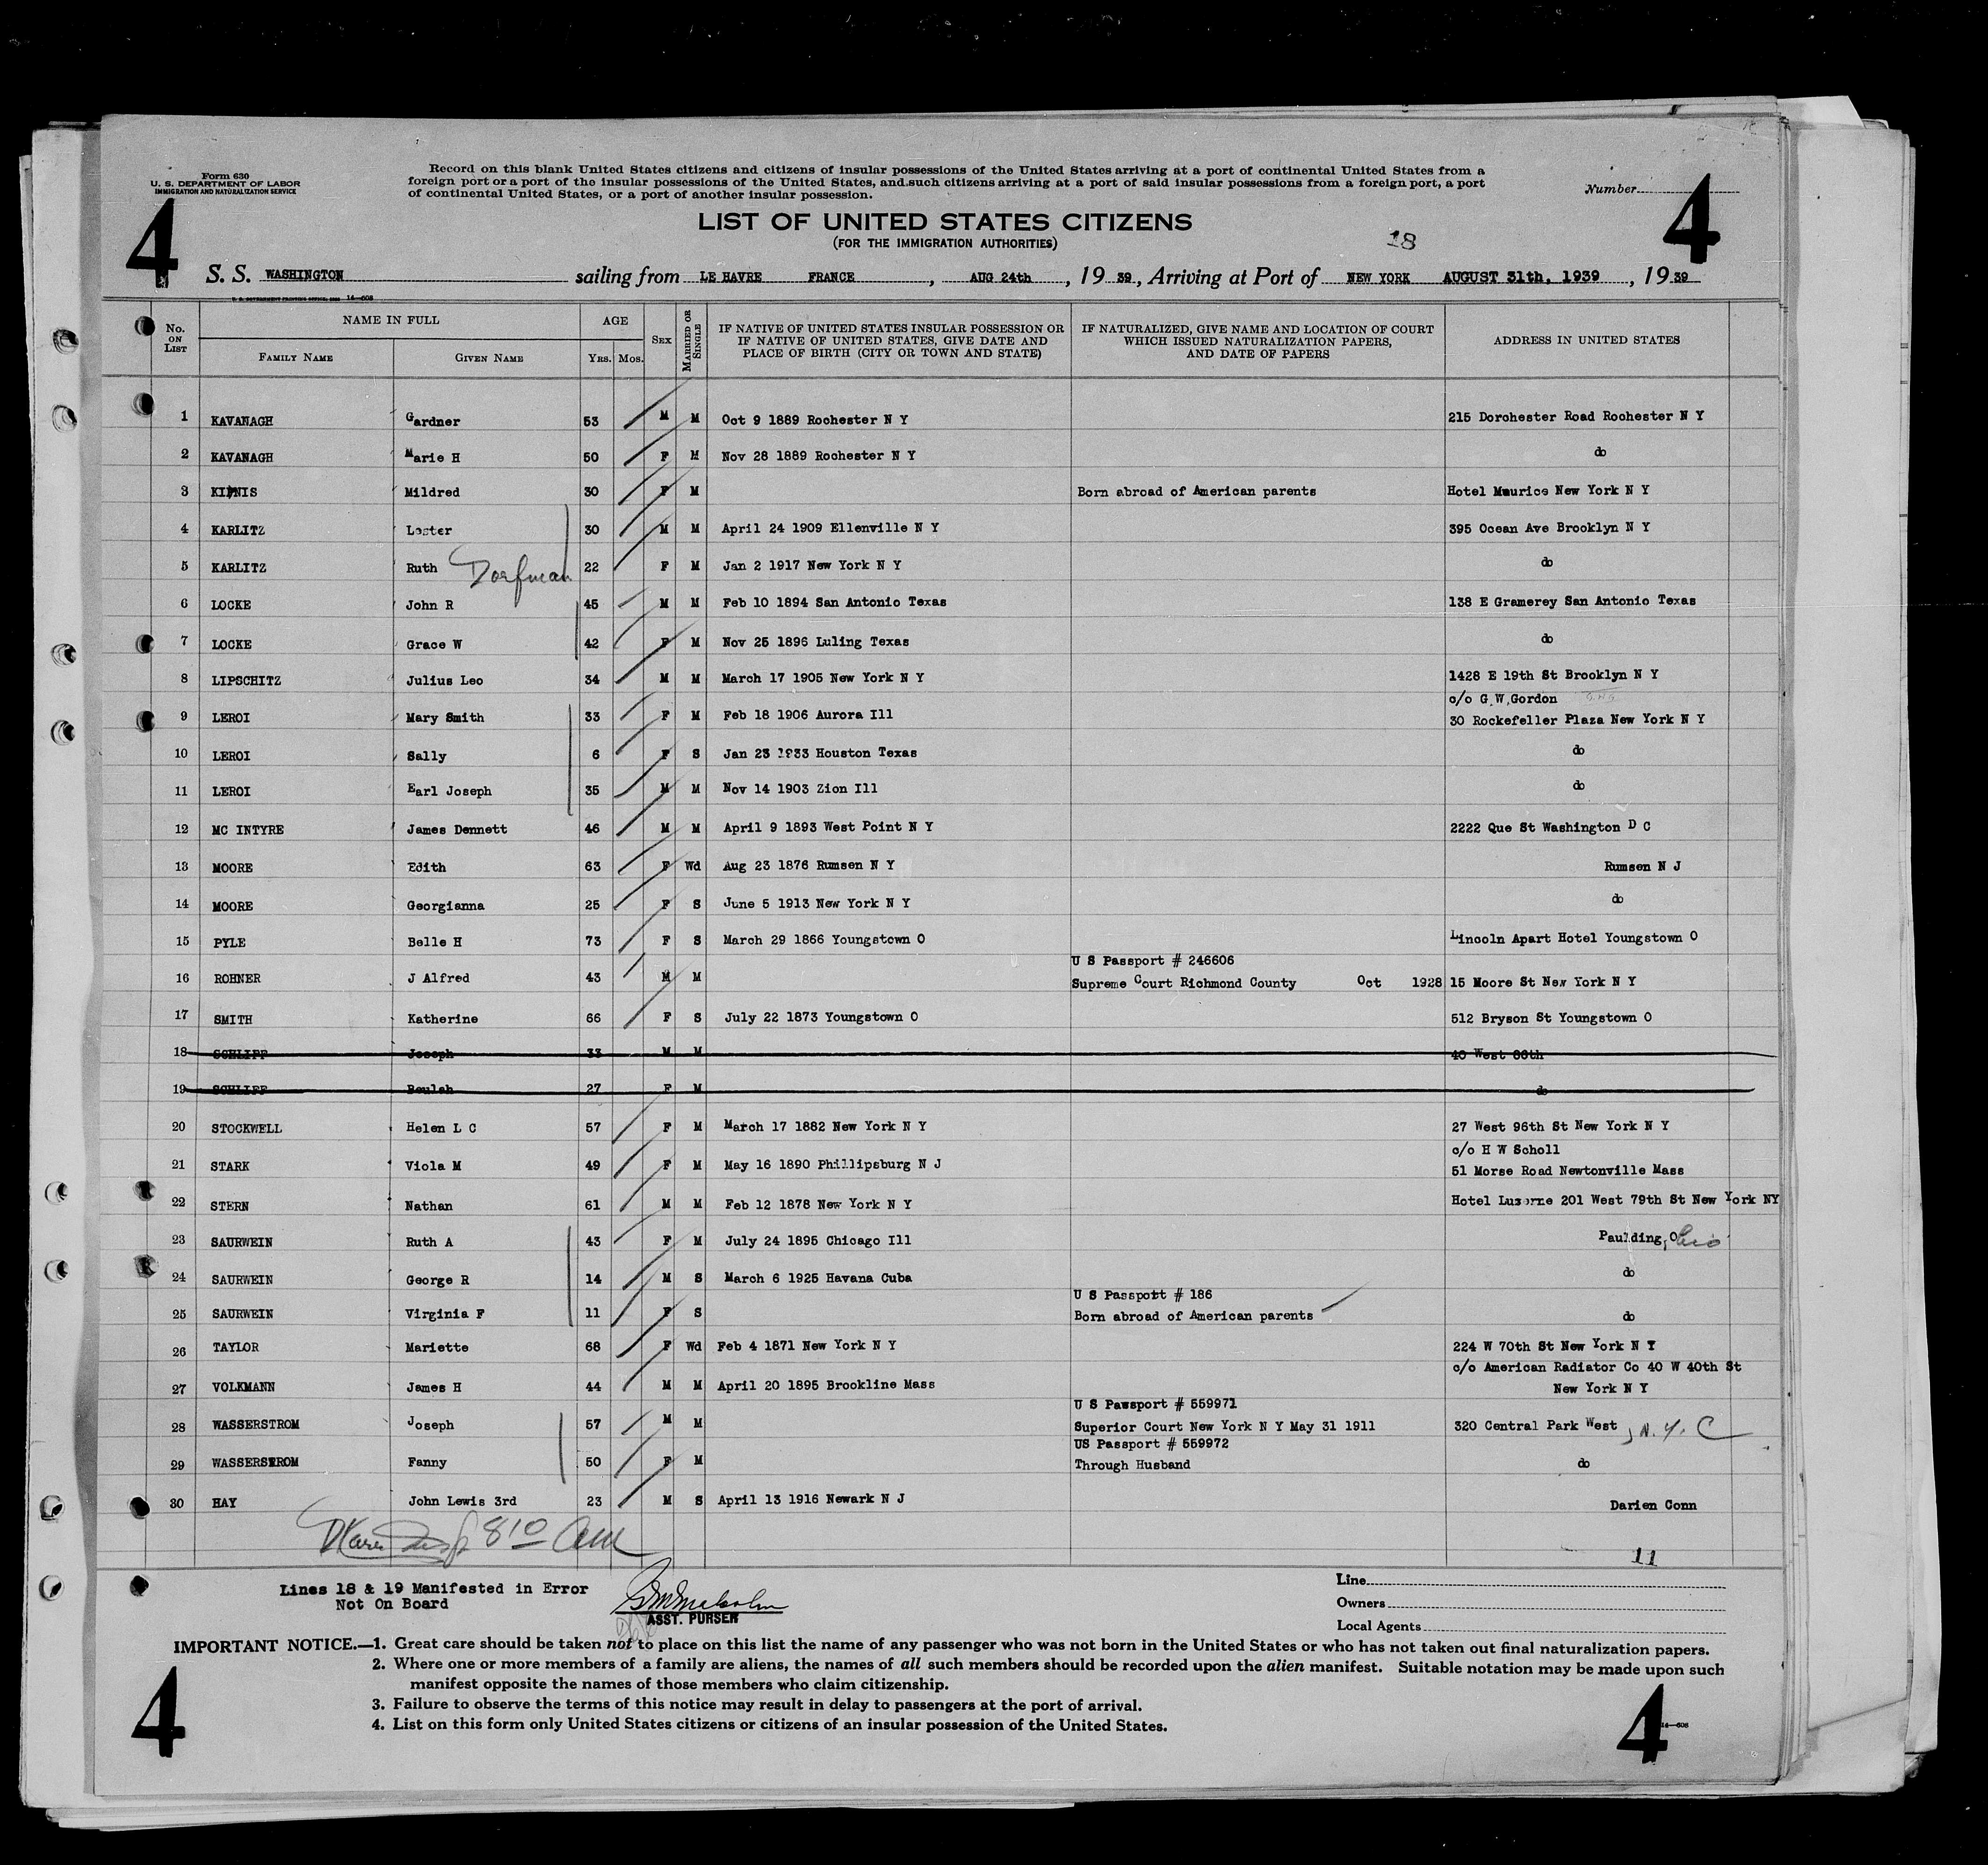 Form 630
U. S. DEPARTMENT OF LABOR
IMMIGRATION AND NATURALIZATION SERVICE
Record on this blank United States citizens and citizens of insular possessions of the United States arriving at a port of continental United States from a
foreign port or a port of the insular possessions of the United States, and such citizens arriving at a port of said insular possessions from a foreign port, a port
of continental United States, or a port of another insular possession.
Number
4
4
LIST OF UNITED STATES CITIZENS
(FOR THE IMMIGRATION AUTHORITIES)
18
S. S. WASHINGTON sailing from LE HAVRE FRANCE, AUG 24th, 19 39, Arriving at Port of NEW YORK AUGUST 31th, 1939, 19 39
U. S. GOVERNMENT PRINTING OFFICE 14—608
No. ON LIST
NAME IN FULL
FAMILY NAME
GIVEN NAME
AGE
YRS. MOS.
SEX
MARRIED OR SINGLE
IF NATIVE OF UNITED STATES INSULAR POSSESSION OR
IF NATIVE OF UNITED STATES, GIVE DATE AND
PLACE OF BIRTH (CITY OR TOWN AND STATE)
IF NATURALIZED, GIVE NAME AND LOCATION OF COURT
WHICH ISSUED NATURALIZATION PAPERS,
AND DATE OF PAPERS
ADDRESS IN UNITED STATES
1 KAVANAGH Gardner 53 M M Oct 9 1889 Rochester N Y 215 Dorchester Road Rochester N Y
2 KAVANAGH Marie H 50 F M Nov 28 1889 Rochester N Y do
3 KINNIS Mildred 30 F M Born abroad of American parents Hotel Maurice New York N Y
4 KARLITZ Lester 30 M M April 24 1909 Ellenville N Y 395 Ocean Ave Brooklyn N Y
5 KARLITZ Ruth Dorfman 22 F M Jan 2 1917 New York N Y do
6 LOCKE John R 45 M M Feb 10 1894 San Antonio Texas 138 E Gramerey San Antonio Texas
7 LOCKE Grace W 42 F M Nov 25 1896 Luling Texas do
8 LIPSCHITZ Julius Leo 34 M M March 17 1905 New York N Y 1428 E 19th St Brooklyn N Y
c/o G.W.Gordon
9 LEROI Mary Smith 33 F M Feb 18 1906 Aurora Ill 30 Rockefeller Plaza New York N Y
10 LEROI Sally 6 F S Jan 23 1933 Houston Texas do
11 LEROI Earl Joseph 35 M M Nov 14 1903 Zion Ill do
12 MC INTYRE James Dennett 46 M M April 9 1893 West Point N Y 2222 Que St Washington D C
13 MOORE Edith 63 F Wd Aug 23 1876 Rumsen N Y Rumsen N J
14 MOORE Georgianna 25 F S June 5 1913 New York N Y do
15 PYLE Belle H 73 F S March 29 1866 Youngstown O Lincoln Apart Hotel Youngstown O
U S Passport # 246606
16 ROHNER J Alfred 43 M M Supreme Court Richmond County Oct 1928 15 Moore St New York N Y
17 SMITH Katherine 66 F S July 22 1873 Youngstown O 512 Bryson St Youngstown O
18 SCHLIFF Joseph 33 M M 40 West 86th
19 SCHLIFF Beulah 27 F M do
20 STOCKWELL Helen L C 57 F M March 17 1882 New York N Y 27 West 96th St New York N Y
c/o H W Scholl
21 STARK Viola M 49 F M May 16 1890 Phillipsburg N J 51 Morse Road Newtonville Mass
22 STERN Nathan 61 M M Feb 12 1878 New York N Y Hotel Luzerne 201 West 79th St New York NY
23 SAURWEIN Ruth A 43 F M July 24 1895 Chicago Ill Paulding, Ohio
24 SAURWEIN George R 14 M S March 6 1925 Havana Cuba do
U S Passport # 186
25 SAURWEIN Virginia F 11 F S Born abroad of American parents do
26 TAYLOR Mariette 68 F Wd Feb 4 1871 New York N Y 224 W 70th St New York N Y
c/o American Radiator Co 40 W 40th St
27 VOLKMANN James H 44 M M April 20 1895 Brookline Mass New York N Y
U S Passport # 559971
28 WASSERSTROM Joseph 57 M M Superior Court New York N Y May 31 1911 320 Central Park West, N.Y.C
US Passport # 559972
29 WASSERSTROM Fanny 50 F M Through Husband do
30 HAY John Lewis 3rd 23 M S April 13 1916 Newark N J Darien Conn
810 AM
11
Lines 18 & 19 Manifested in Error
Not On Board
ASST. PURSER
Line
Owners
Local Agents
IMPORTANT NOTICE.—1. Great care should be taken not to place on this list the name of any passenger who was not born in the United States or who has not taken out final naturalization papers.
2. Where one or more members of a family are aliens, the names of all such members should be recorded upon the alien manifest. Suitable notation may be made upon such
manifest opposite the names of those members who claim citizenship.
3. Failure to observe the terms of this notice may result in delay to passengers at the port of arrival.
4. List on this form only United States citizens or citizens of an insular possession of the United States.
4
4
14—608